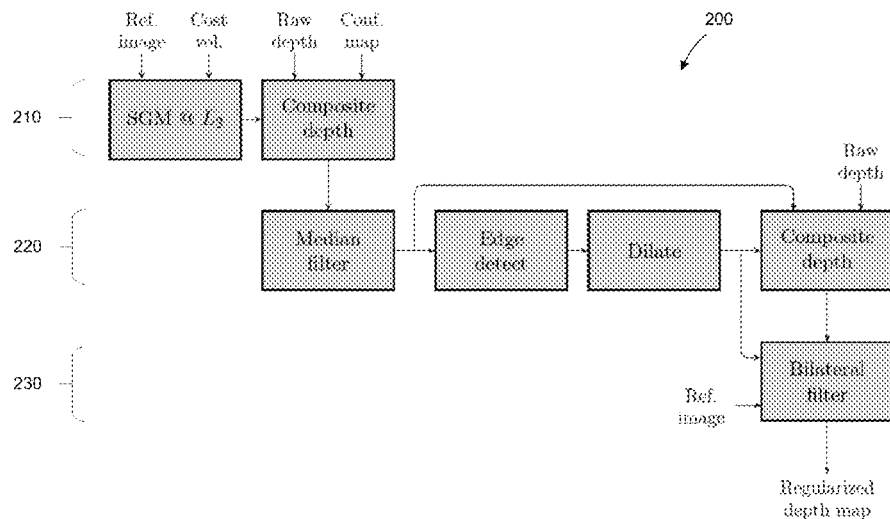 Ref. image
Cost vol.
Raw depth
Conf. map
200
210
SGM @ L₂
Composite depth
Raw depth
220
Median filter
Edge detect
Dilate
Composite depth
230
Ref. image
Bilateral filter
Regularized depth map